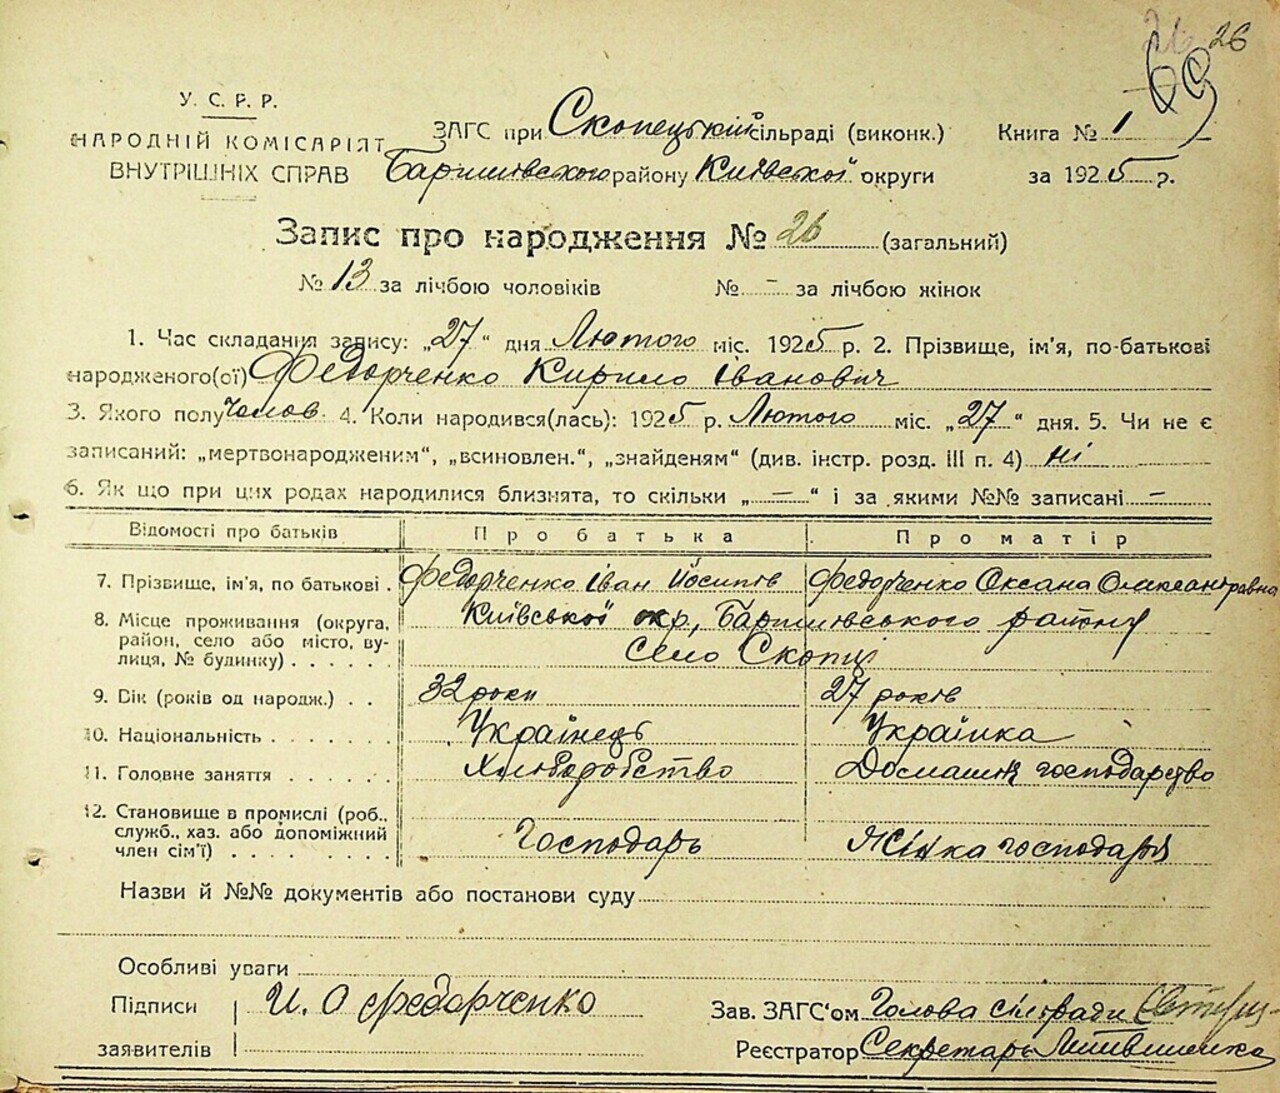 26
69
У. С. Р. Р.
НАРОДНІЙ КОМІСАРІЯТ
ВНУТРІШНІХ СПРАВ
ЗАГС при Скопецькій сільраді (виконк.) Книга № 1
Баришівського району Київської округи за 1925 р.
Запис про народження № 26 (загальний)
№ 13 за лічбою чоловіків № - за лічбою жінок
1. Час складання запису: „27“ дня Лютого міс. 1925 р. 2. Прізвище, ім'я, по-батькові
народженого(ої) Федорченко Кирило Іванович
3. Якого полу Чолов. 4. Коли народився(лась): 1925 р. Лютого міс. „27“ дня. 5. Чи не є
записаний: „мертвонародженим“, „всиновлен.“, „знайденям“ (див. інстр. розд. III п. 4) ні
6. Як що при цих родах народилися близнята, то скільки „—“ і за якими №№ записані —
Відомості про батьків Про батька Про матір
7. Прізвище, ім'я, по батькові . Федорченко Іван Йосипів Федорченко Оксана Олександравна
8. Місце проживання (округа, район, село або місто, вулиця, № будинку) . . . . . . Київської окр, Баришівського району
Село Скопці
9. Вік (років од народж.) . . 32 роки 27 років
10. Національність . . . . . . Українець Українка
11. Головне заняття . . . . . . Хліборобство Домашнє господарство
12. Становище в промислі (роб., служб., хаз. або допоміжний член сім'ї) . . . . . . . . Господарь Жінка господаря
Назви й №№ документів або постанови суду
Особливі уваги
Підписи И. О Федорченко Зав. ЗАГС'ом Голова сільради
заявителів Реєстратор Секретарь Литвиненко